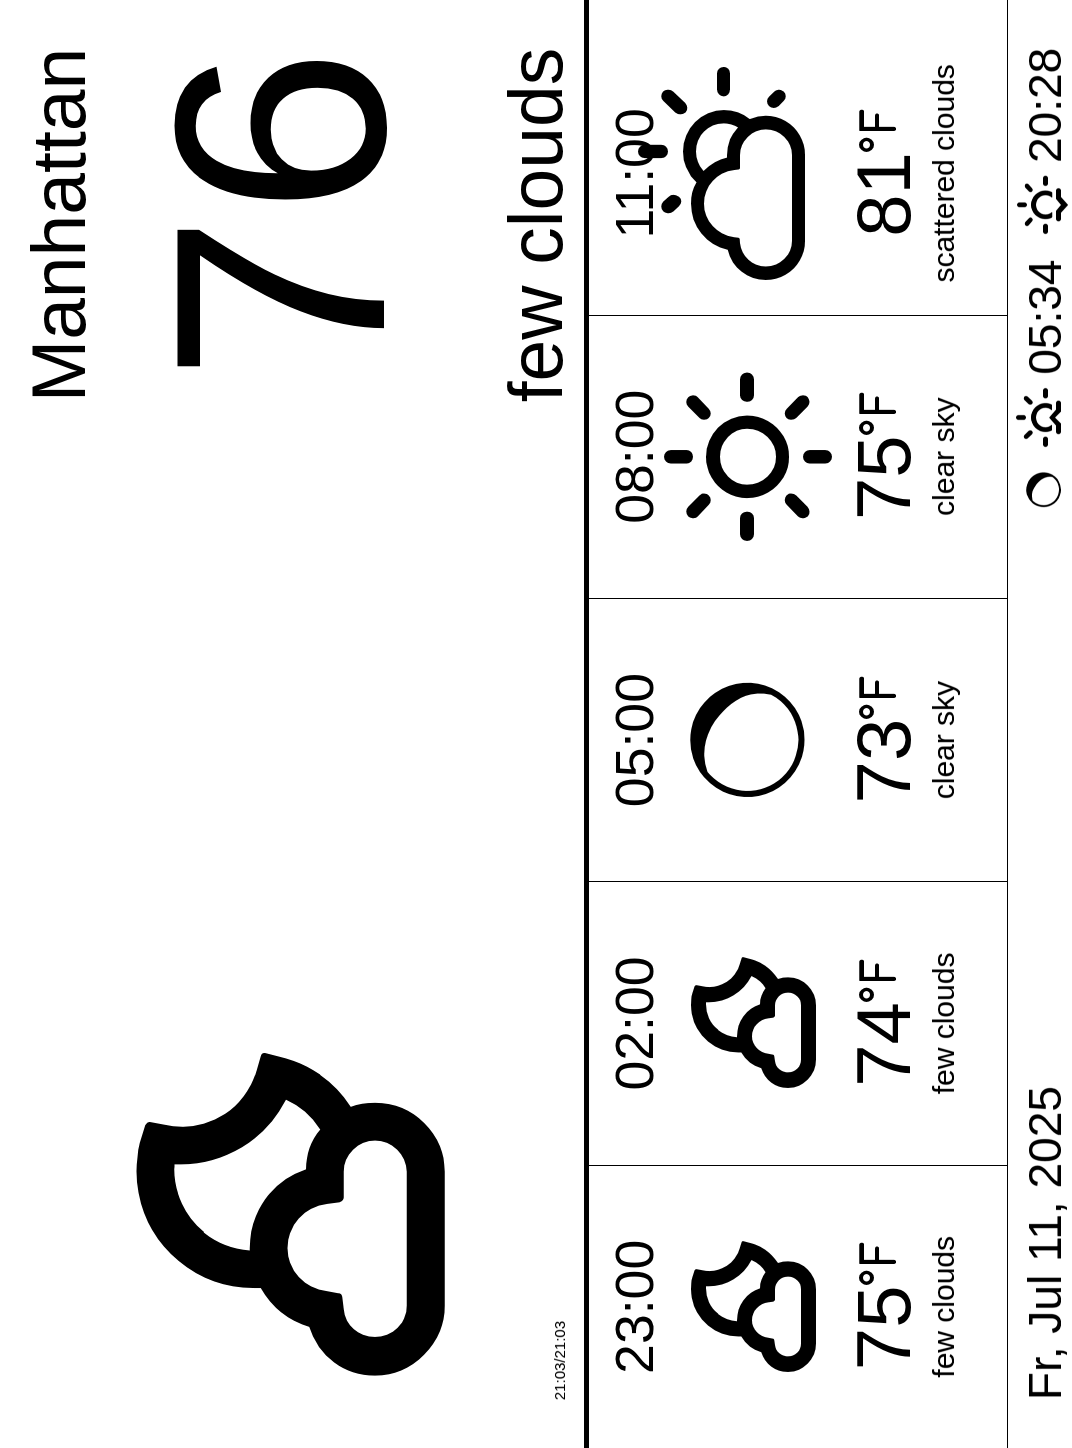 Manhattan
76
few clouds
21:03/21:03
23:00
75°F
few clouds
02:00
74°F
few clouds
05:00
73°F
clear sky
08:00
75°F
clear sky
11:00
81°F
scattered clouds
Fr, Jul 11, 2025
05:34 20:28